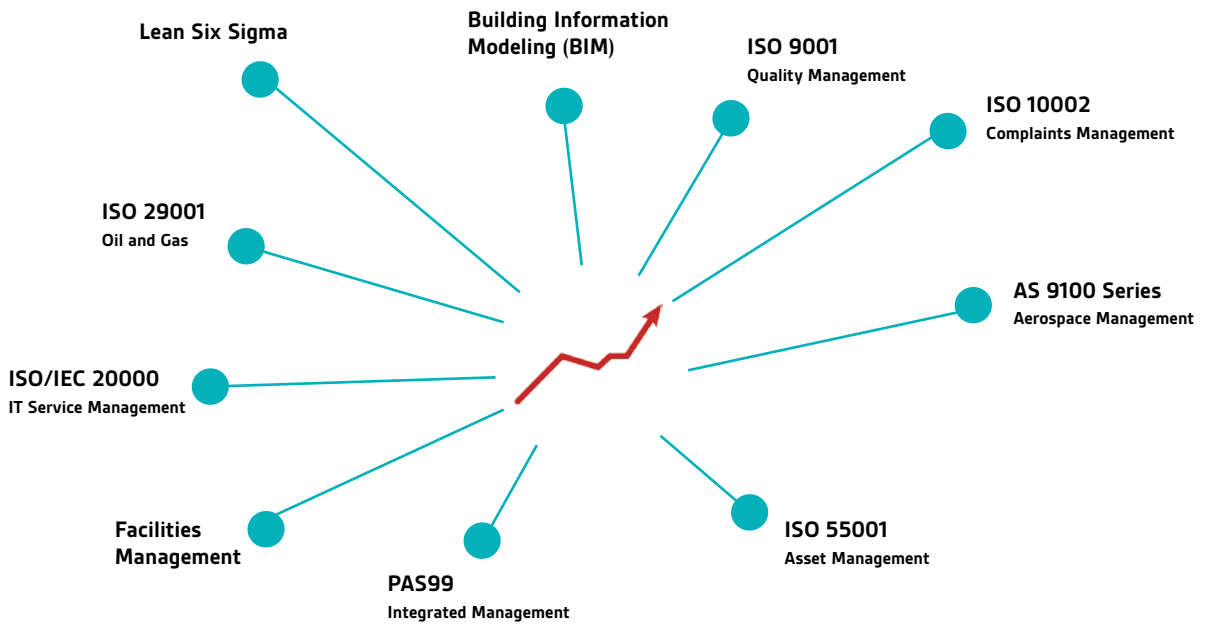 Lean Six Sigma
Building Information
Modeling (BIM)
ISO 9001
Quality Management
ISO 10002
Complaints Management
ISO 29001
Oil and Gas
AS 9100 Series
Aerospace Management
ISO/IEC 20000
IT Service Management
Facilities
Management
ISO 55001
Asset Management
PAS99
Integrated Management